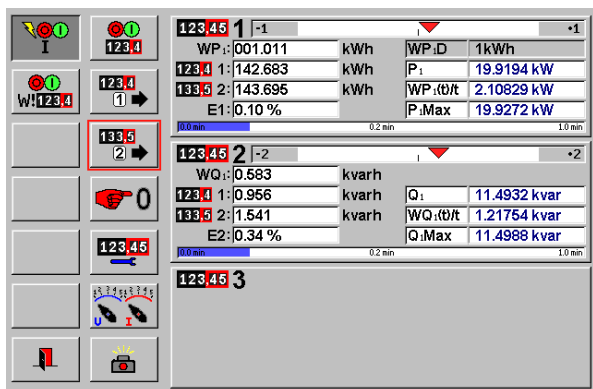 I
123,4
W!123,4
123,4
1
133,5
2
0
123,45
U I
123,45 1 -1 •1
WP1: 001.011 kWh WP1D 1kWh
123,4 1: 142.683 kWh P1 19.9194 kW
133,5 2: 143.695 kWh WP1(t)/t 2.10829 kW
E1: 0.10 % P1Max 19.9272 kW
0.0 min 0.2 min 1.0 min
123,45 2 -2 •2
WQ1: 0.583 kvarh
123,4 1: 0.956 kvarh Q1 11.4932 kvar
133,5 2: 1.541 kvarh WQ1(t)/t 1.21754 kvar
E2: 0.34 % Q1Max 11.4988 kvar
0.0 min 0.2 min 1.0 min
123,45 3